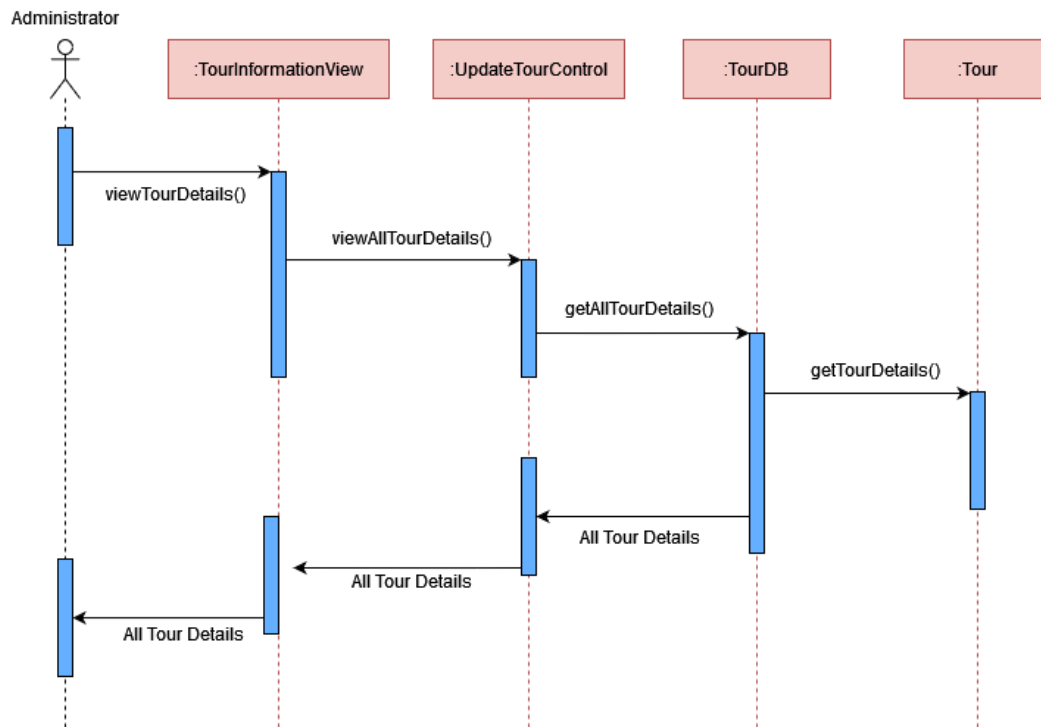 Administrator
:TourInformationView
:UpdateTourControl
:TourDB
:Tour
viewTourDetails()
viewAllTourDetails()
getAllTourDetails()
getTourDetails()
All Tour Details
All Tour Details
All Tour Details